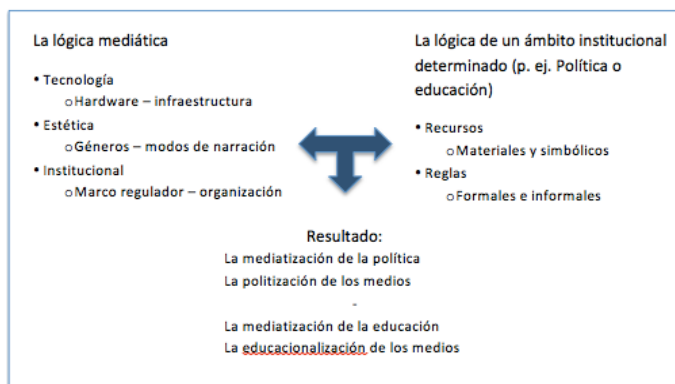 La lógica mediática
• Tecnología
o Hardware – infraestructura
• Estética
o Géneros – modos de narración
• Institucional
o Marco regulador – organización
La lógica de un ámbito institucional
determinado (p. ej. Política o
educación)
• Recursos
o Materiales y simbólicos
• Reglas
o Formales e informales
Resultado:
La mediatización de la política
La politización de los medios
-
La mediatización de la educación
La educacionalización de los medios